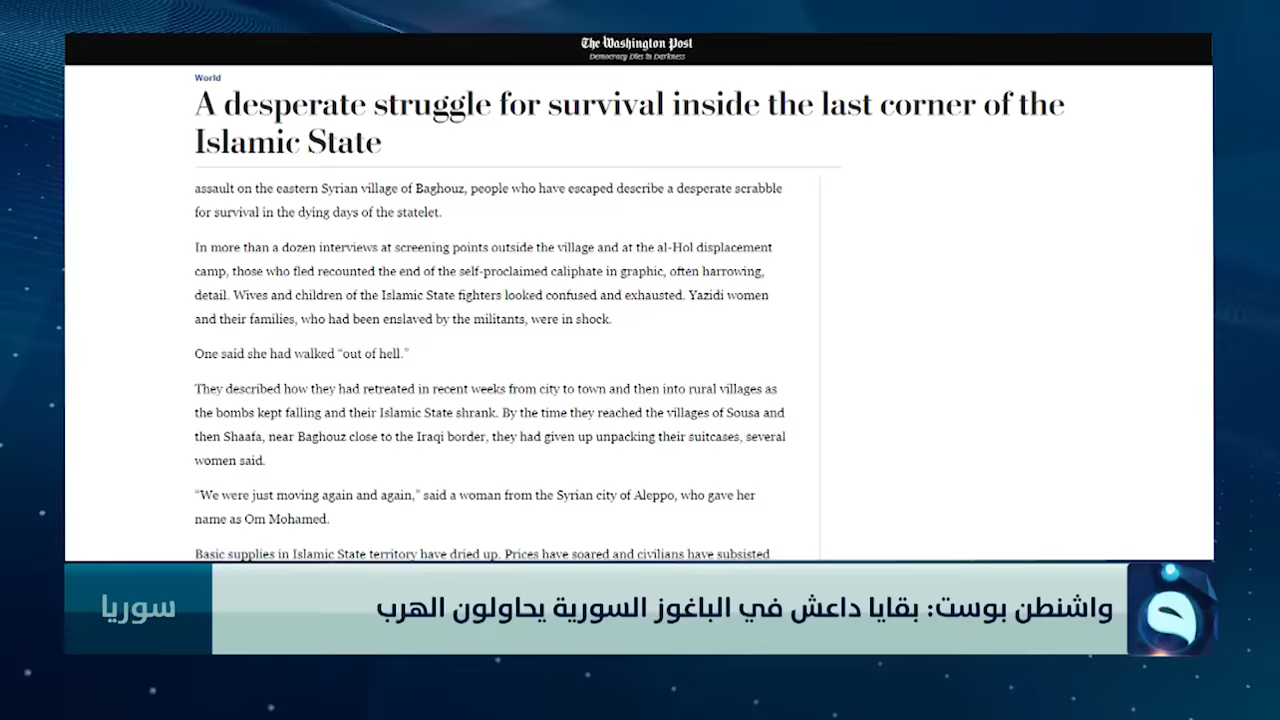 The Washington Post
Democracy Dies in Darkness
World
A desperate struggle for survival inside the last corner of the
Islamic State
assault on the eastern Syrian village of Baghouz, people who have escaped describe a desperate scrabble
for survival in the dying days of the statelet.
In more than a dozen interviews at screening points outside the village and at the al-Hol displacement
camp, those who fled recounted the end of the self-proclaimed caliphate in graphic, often harrowing,
detail. Wives and children of the Islamic State fighters looked confused and exhausted. Yazidi women
and their families, who had been enslaved by the militants, were in shock.
One said she had walked “out of hell.”
They described how they had retreated in recent weeks from city to town and then into rural villages as
the bombs kept falling and their Islamic State shrank. By the time they reached the villages of Sousa and
then Shaafa, near Baghouz close to the Iraqi border, they had given up unpacking their suitcases, several
women said.
“We were just moving again and again,” said a woman from the Syrian city of Aleppo, who gave her
name as Om Mohamed.
Basic supplies in Islamic State territory have dried up. Prices have soared and civilians have subsisted
واشنطن بوست: بقايا داعش في الباغوز السورية يحاولون الهرب
سوريا